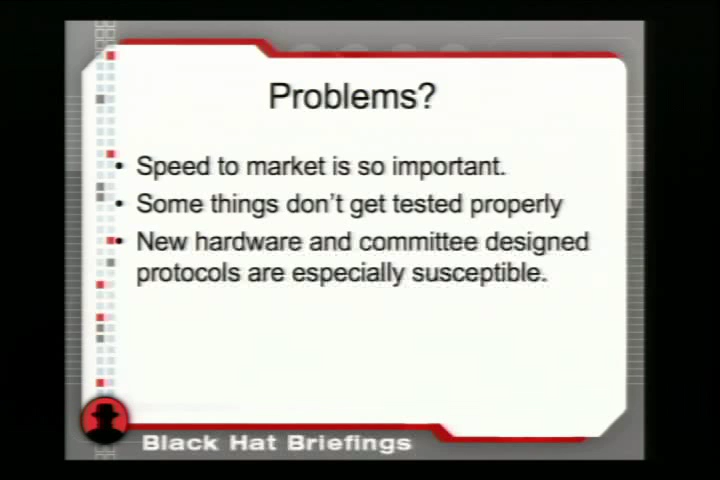 Problems?
• Speed to market is so important.
• Some things don't get tested properly
• New hardware and committee designed
protocols are especially susceptible.
Black Hat Briefings